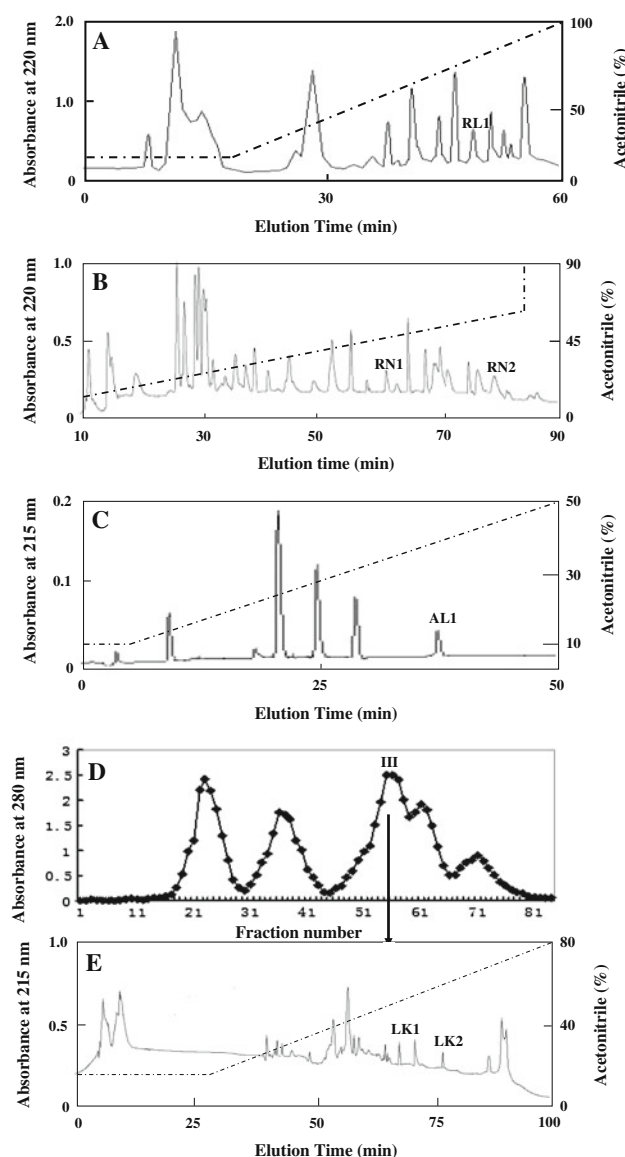 A
Absorbance at 220 nm
2.0
1.0
0
100
50
0
Acetonitrile (%)
RL1
0 30 60
Elution Time (min)
B
Absorbance at 220 nm
1.0
0.5
0
90
45
0
Acetonitrile (%)
RN1 RN2
10 30 50 70 90
Elution time (min)
C
Absorbance at 215 nm
0.2
0.1
0
50
30
10
Acetonitrile (%)
AL1
0 25 50
Elution Time (min)
D
Absorbance at 280 nm
3
2.5
2
1.5
1
0.5
0
III
1 11 21 31 41 51 61 71 81
Fraction number
E
Absorbance at 215 nm
1.0
0.5
0
80
40
0
Acetonitrile (%)
LK1 LK2
0 25 50 75 100
Elution Time (min)